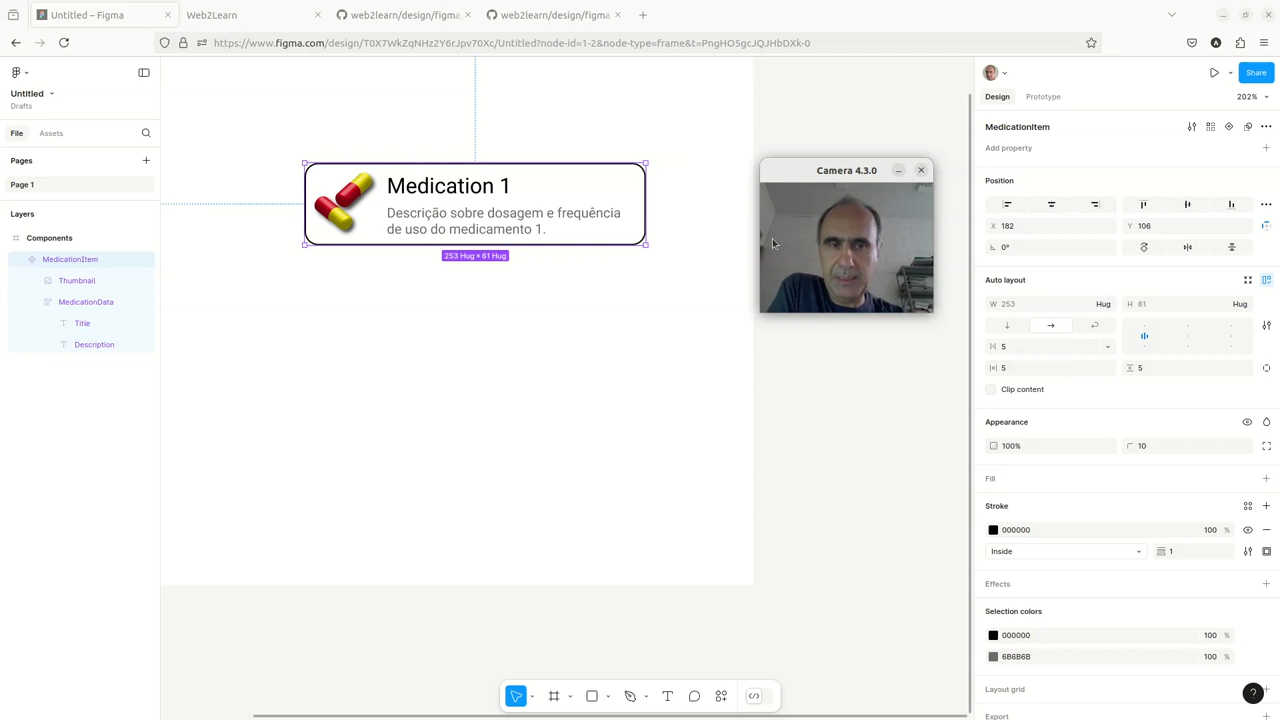 Untitled – Figma
Web2Learn
web2learn/design/figma
web2learn/design/figma
https://www.figma.com/design/T0X7WkZqNHz2Y6rJpv70Xc/Untitled?node-id=1-2&node-type=frame&t=PngHO5gcJQJHbDXk-0
Untitled
Drafts
File
Assets
Pages
Page 1
Layers
Components
MedicationItem
Thumbnail
MedicationData
Title
Description
Medication 1
Descrição sobre dosagem e frequência
de uso do medicamento 1.
253 Hug × 61 Hug
Camera 4.3.0
Share
Design
Prototype
202%
MedicationItem
Add property
Position
X 182
Y 106
0°
Auto layout
W 253 Hug
H 61 Hug
5
5
5
Clip content
Appearance
100%
10
Fill
Stroke
000000 100 %
Inside
1
Effects
Selection colors
000000 100 %
6B6B6B 100 %
Layout grid
Export
?